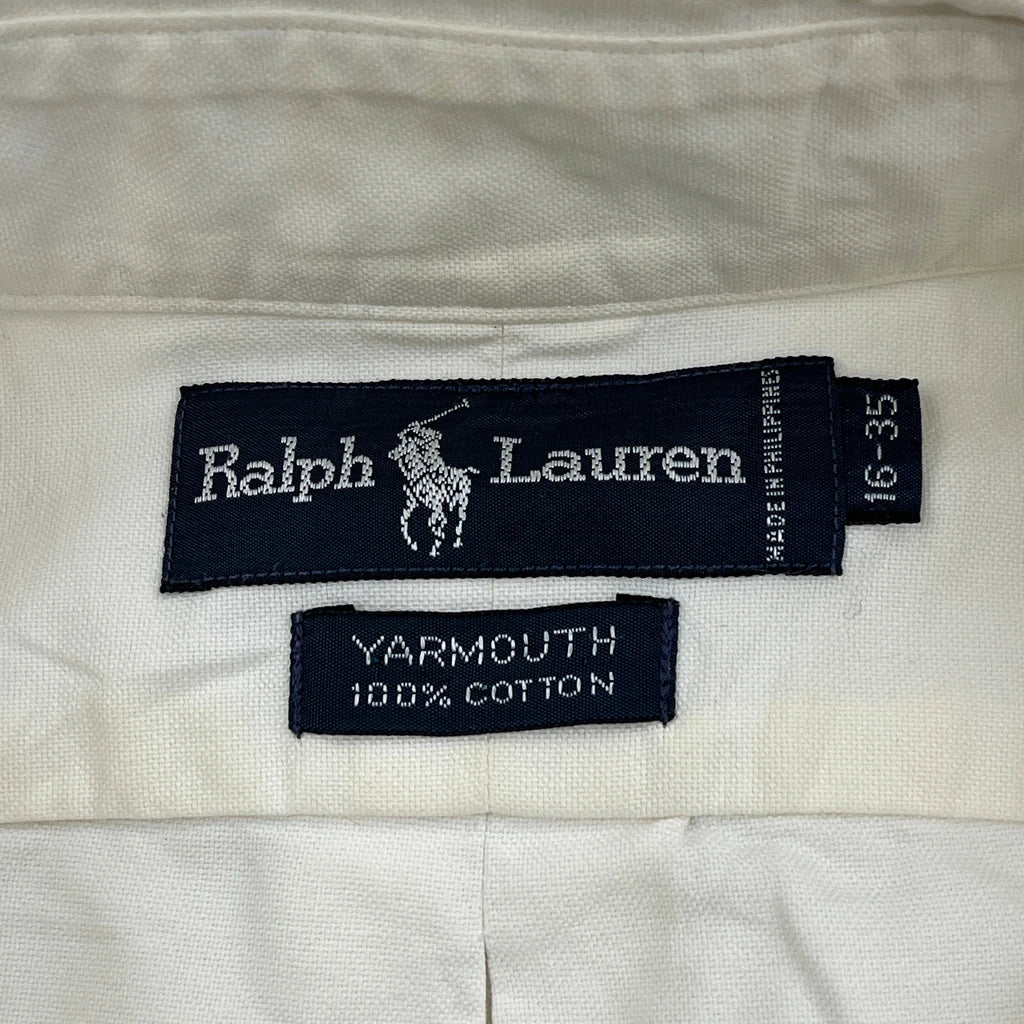 Ralph Lauren
MADE IN PHILIPPINES
16-35
YARMOUTH
100% COTTON